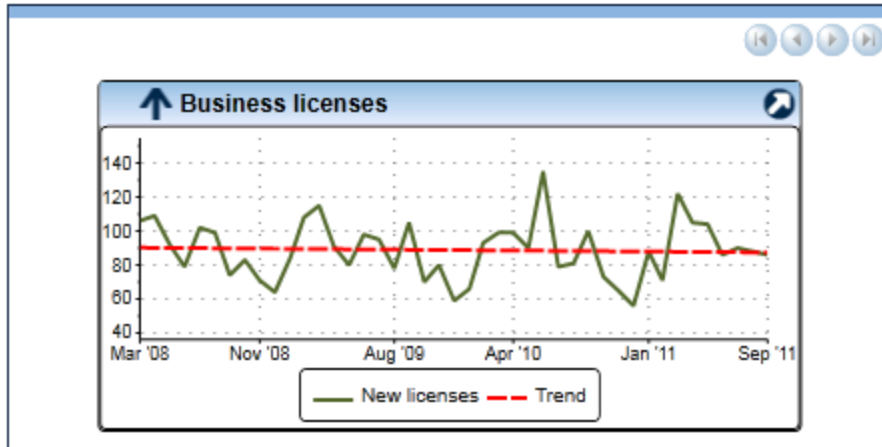 Business licenses
140
120
100
80
60
40
Mar '08 Nov '08 Aug '09 Apr '10 Jan '11 Sep '11
New licenses Trend